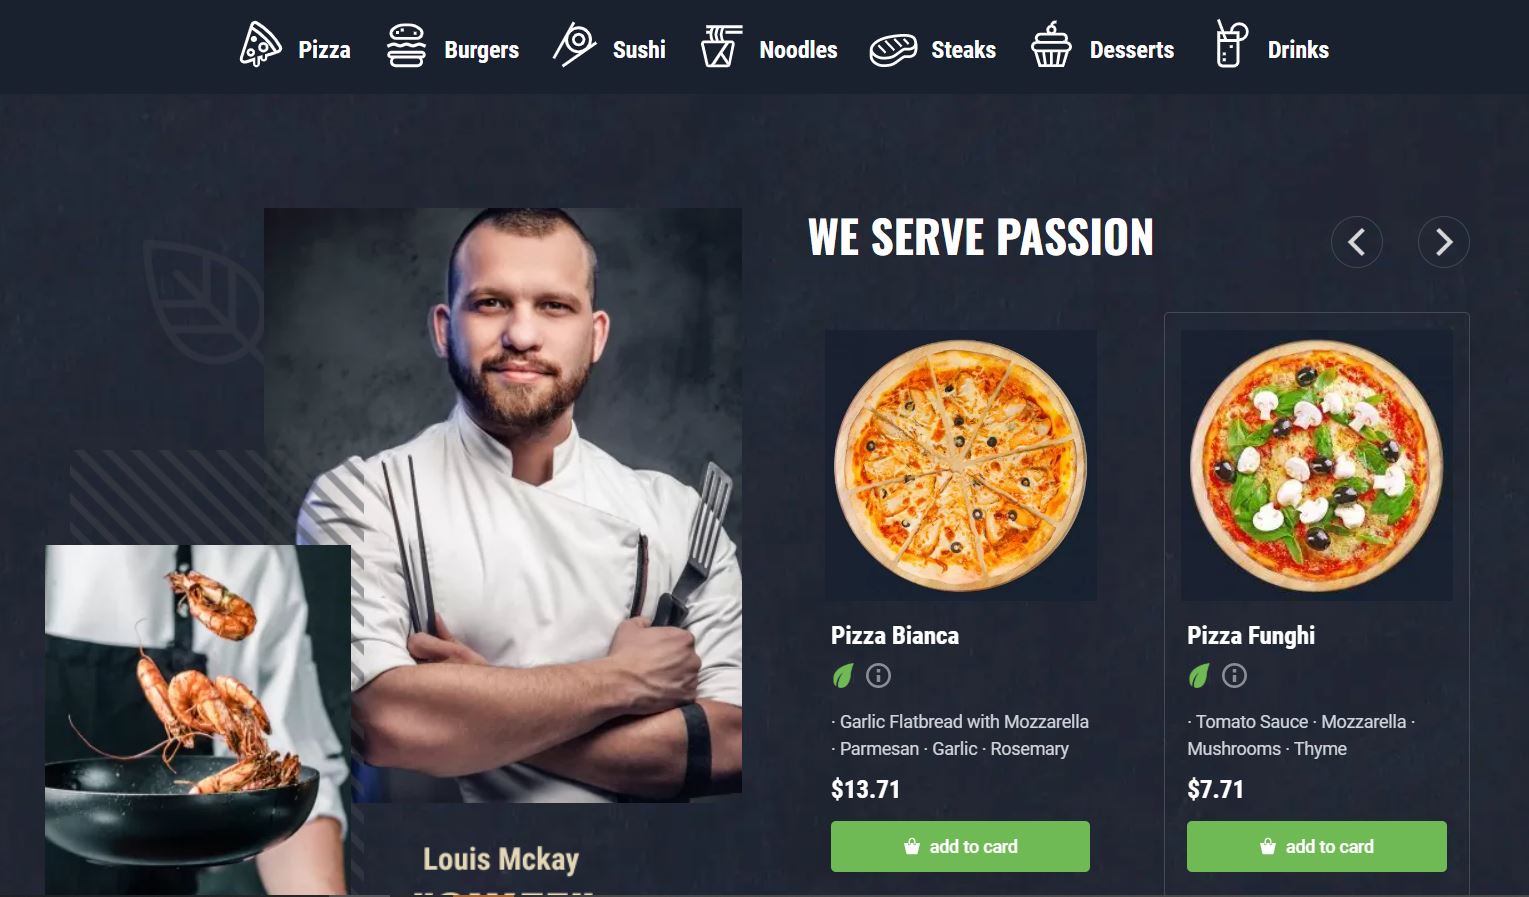 Pizza Burgers Sushi Noodles Steaks Desserts Drinks
WE SERVE PASSION
Pizza Bianca
· Garlic Flatbread with Mozzarella
· Parmesan · Garlic · Rosemary
$13.71
add to card
Pizza Funghi
· Tomato Sauce · Mozzarella ·
Mushrooms · Thyme
$7.71
add to card
Louis Mckay